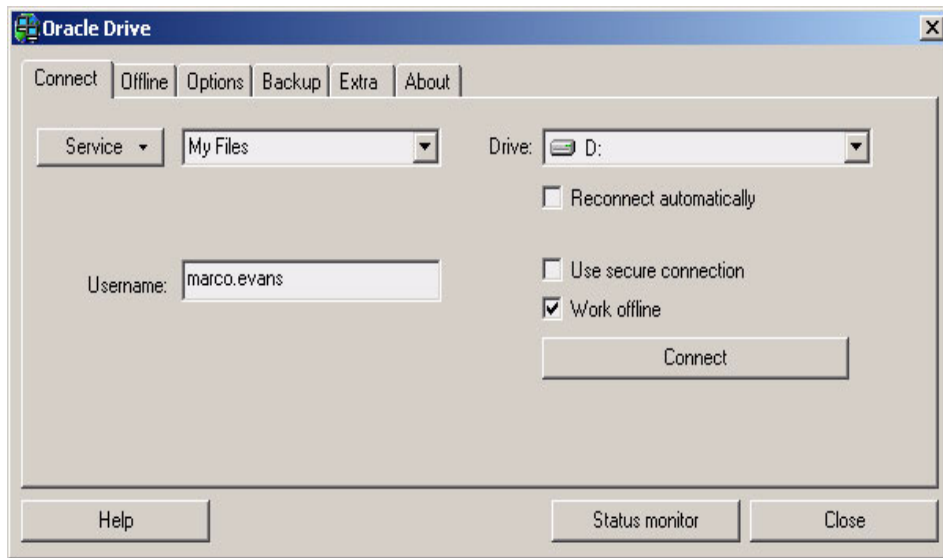 Oracle Drive
Connect Offline Options Backup Extra About
Service My Files Drive: D:
Reconnect automatically
Use secure connection
Username: marco.evans
Work offline
Connect
Help Status monitor Close